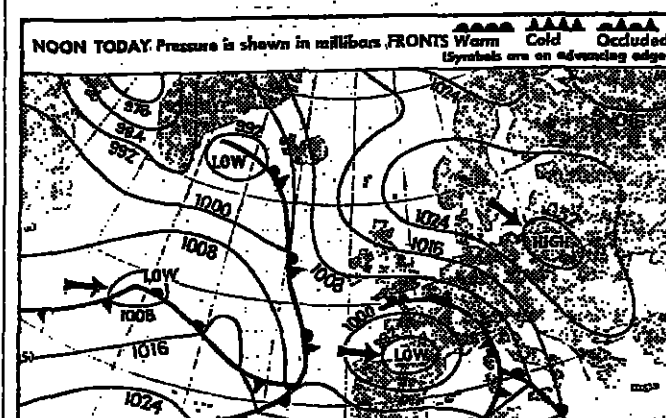 NOON TODAY Pressure is shown in millibars FRONTS Warm Cold Occluded
(Symbols are on advancing edge
1024
976
984
992
992
LOW
1000
1024
1016
HIGH
1008
1008
LOW
1008
1000
1016
LOW
1024